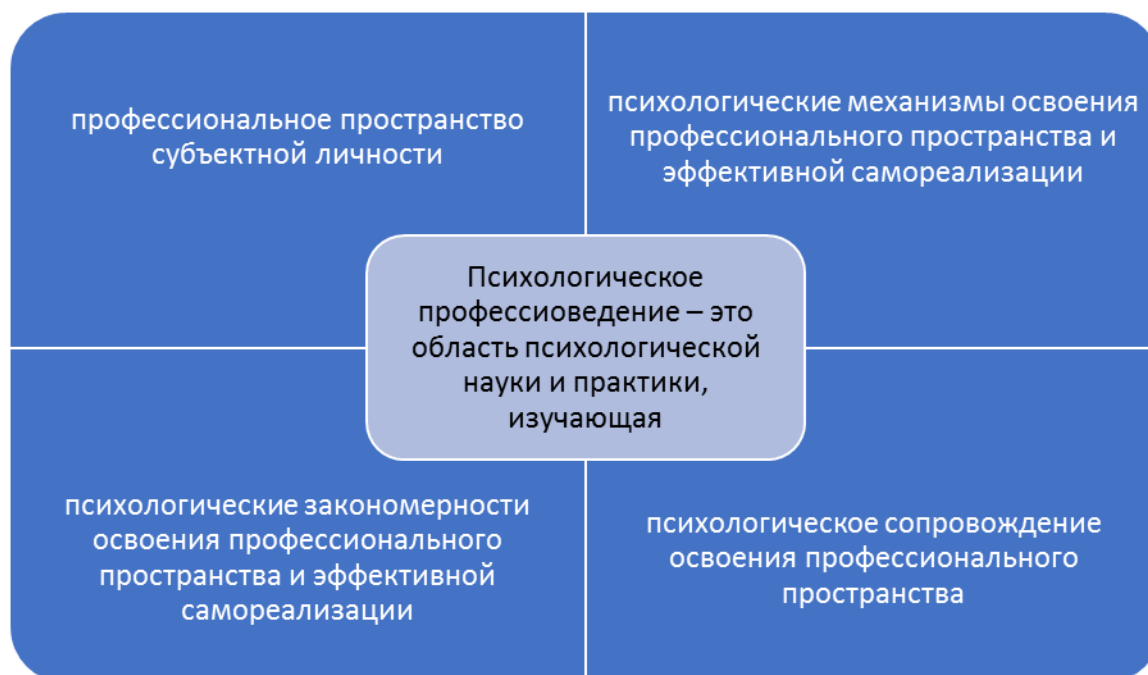 профессиональное пространство
субъектной личности
психологические механизмы освоения
профессионального пространства и
эффективной самореализации
Психологическое
профессиоведение – это
область психологической
науки и практики,
изучающая
психологические закономерности
освоения профессионального
пространства и эффективной
самореализации
психологическое сопровождение
освоения профессионального
пространства